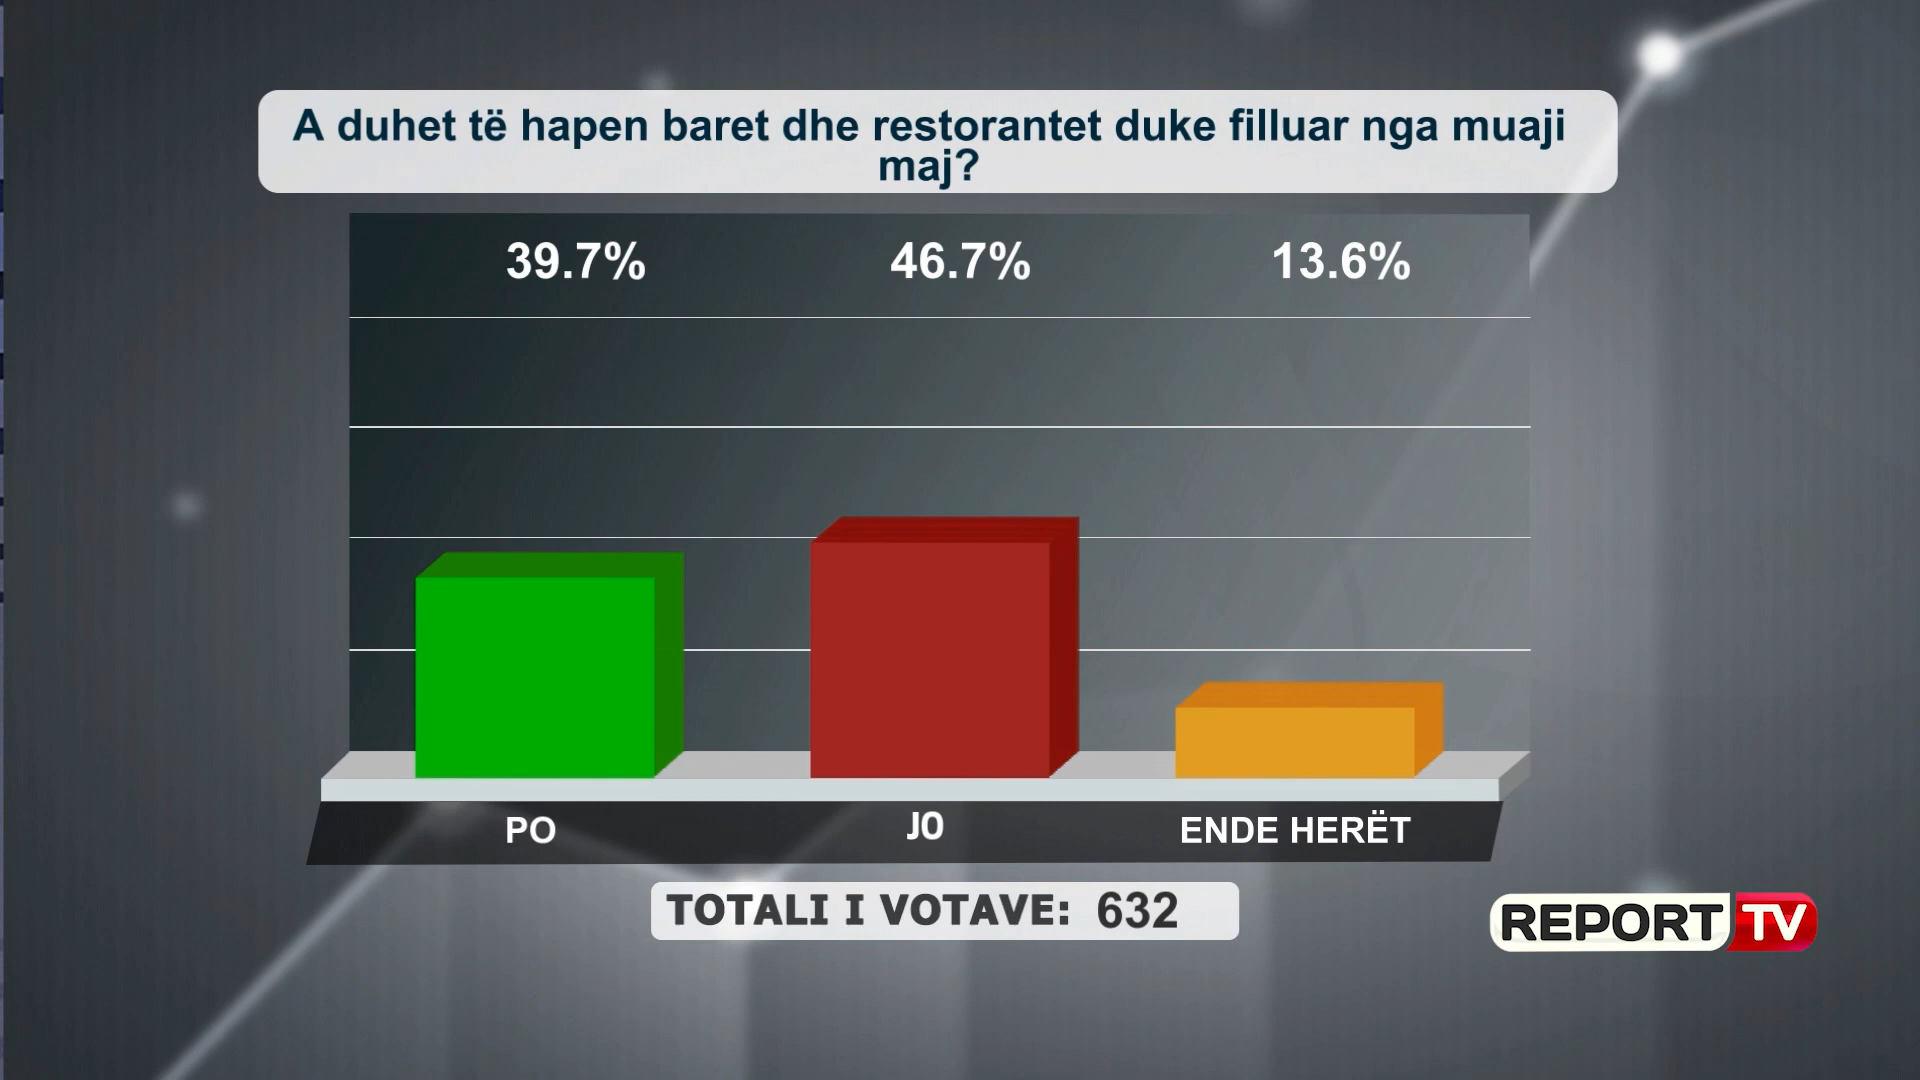 A duhet të hapen baret dhe restorantet duke filluar nga muaji
maj?
39.7% 46.7% 13.6%
PO JO ENDE HERËT
TOTALI I VOTAVE: 632
REPORT TV